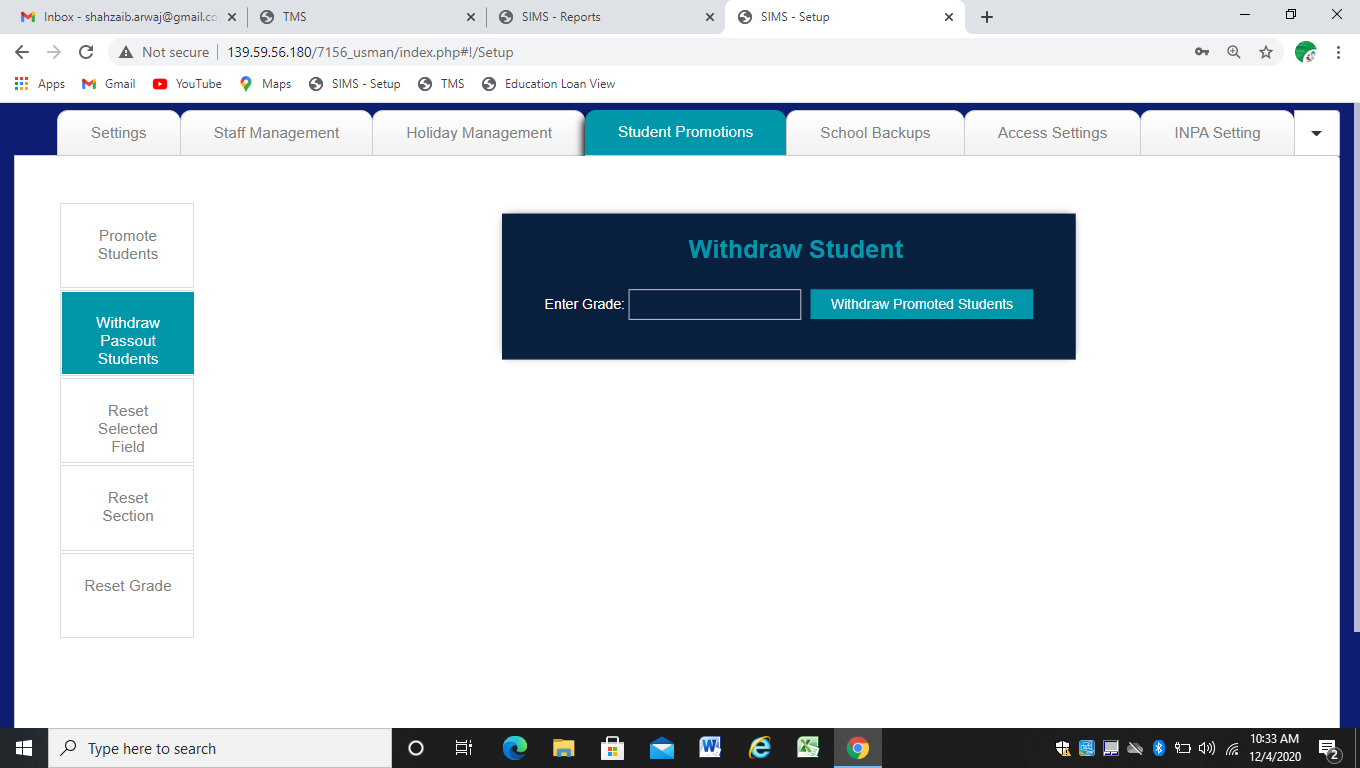 Inbox - shahzaib.arwaj@gmail.co
TMS
SIMS - Reports
SIMS - Setup
Not secure
139.59.56.180/7156_usman/index.php#!/Setup
Apps
Gmail
YouTube
Maps
SIMS - Setup
TMS
Education Loan View
Settings
Staff Management
Holiday Management
Student Promotions
School Backups
Access Settings
INPA Setting
Promote
Students
Withdraw
Passout
Students
Reset
Selected
Field
Reset
Section
Reset Grade
Withdraw Student
Enter Grade:
Withdraw Promoted Students
Type here to search
10:33 AM
12/4/2020
2